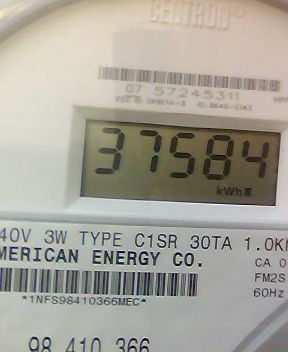 CENTRON®
07 57245311
37584
kWh
40V 3W TYPE C1SR 30TA 1.0K
MERICAN ENERGY CO.
CA 0
FM2S
60Hz
*1NFS98410366MEC*
98 410 366